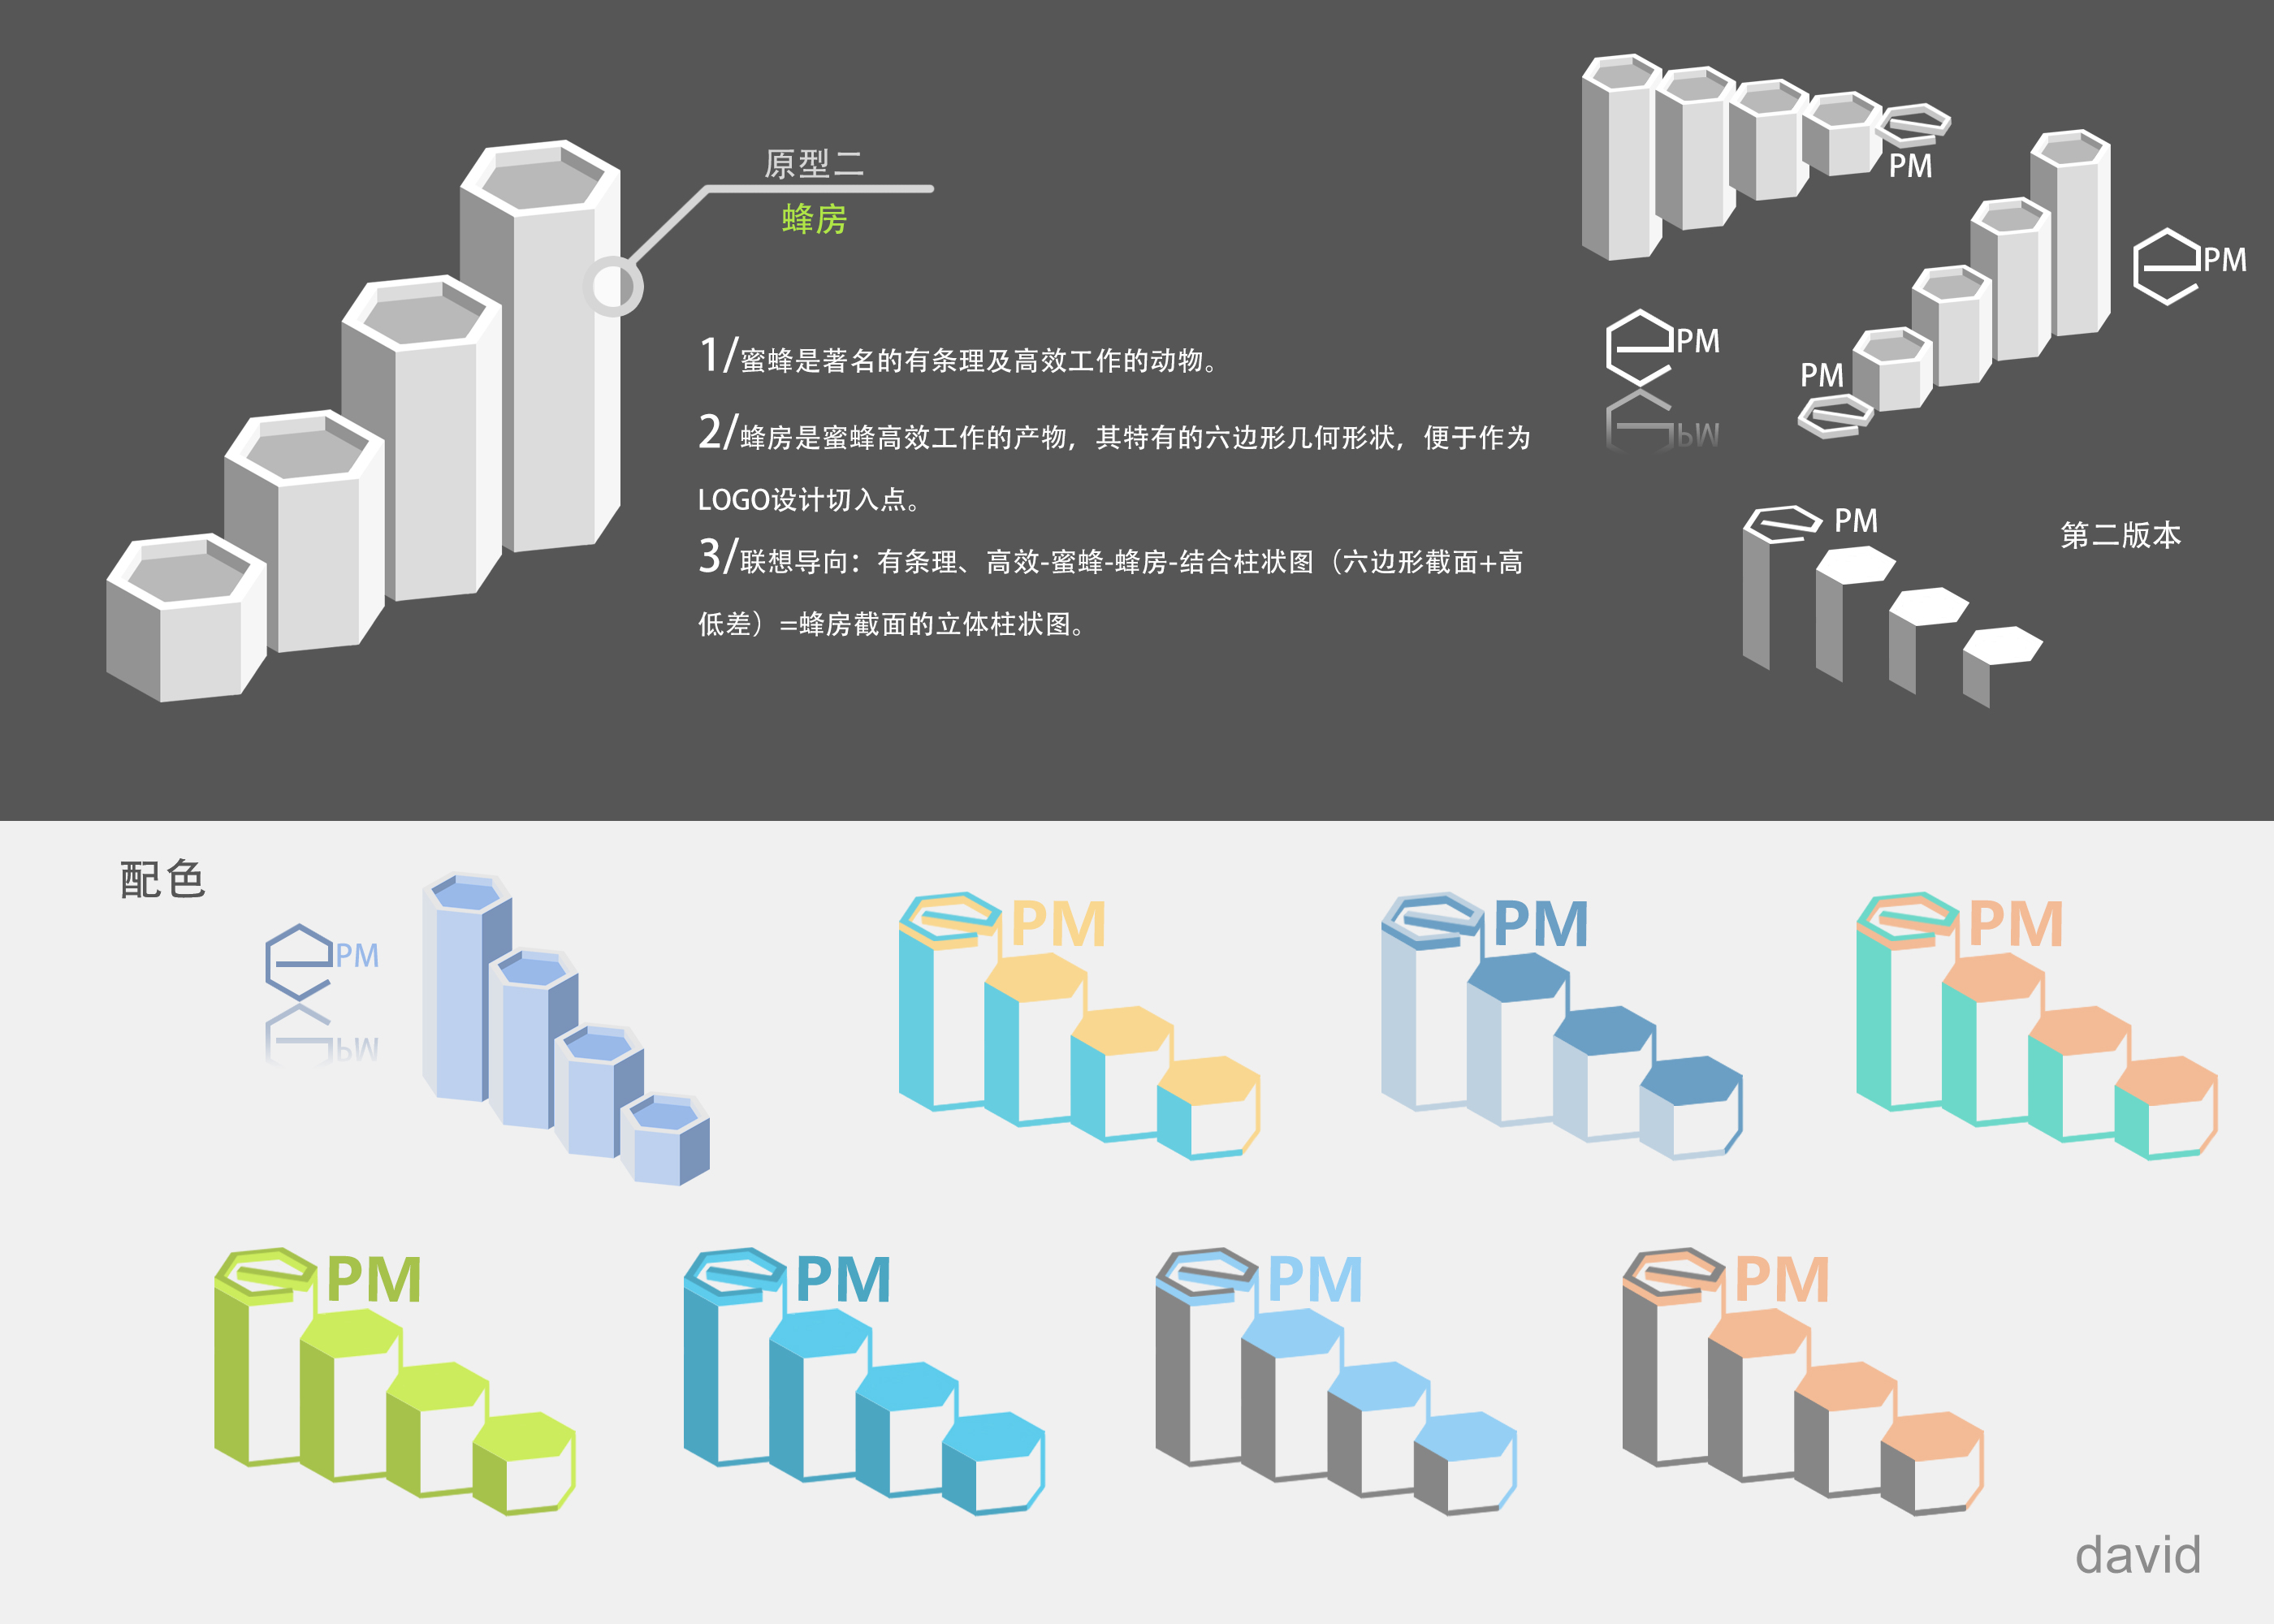 原型二
蜂房
1/蜜蜂是著名的有条理及高效工作的动物。
2/蜂房是蜜蜂高效工作的产物，其特有的六边形几何形状，便于作为
LOGO设计切入点。
3/联想导向：有条理、高效-蜜蜂-蜂房-结合柱状图（六边形截面+高
低差）=蜂房截面的立体柱状图。
PM
PM
PM
PM
PM
PM
第二版本
配色
PM
PM
PM
PM
PM
PM
PM
PM
PM
david